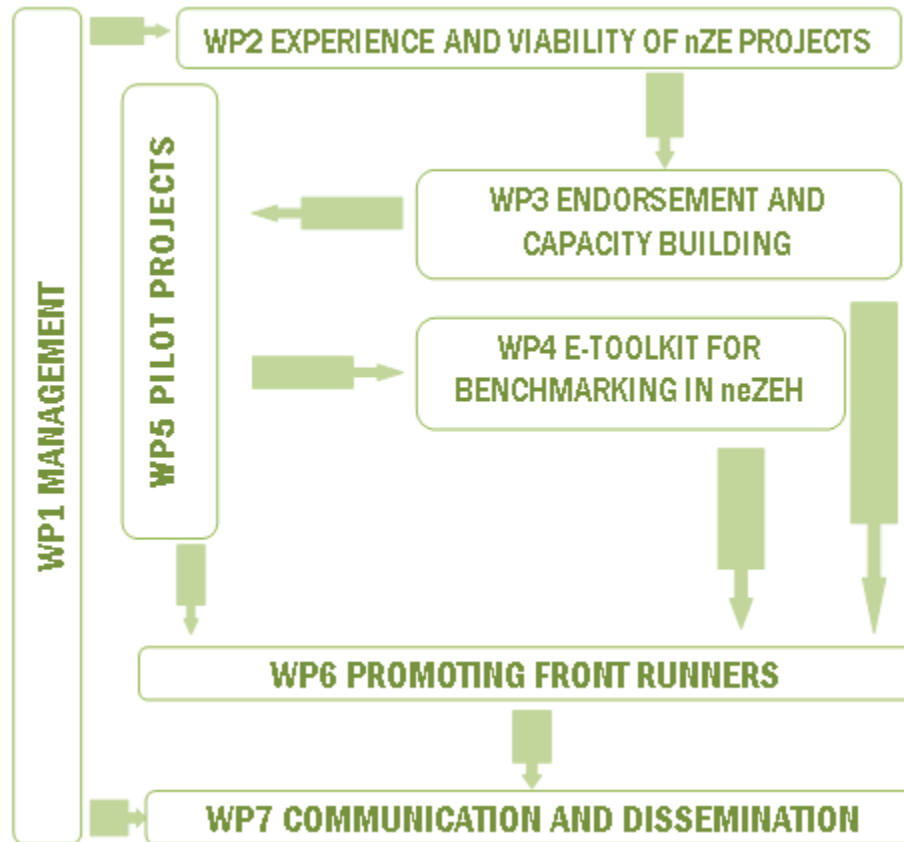 WP1 MANAGEMENT
WP2 EXPERIENCE AND VIABILITY OF nZE PROJECTS
WP5 PILOT PROJECTS
WP3 ENDORSEMENT AND
CAPACITY BUILDING
WP4 E-TOOLKIT FOR
BENCHMARKING IN neZEH
WP6 PROMOTING FRONT RUNNERS
WP7 COMMUNICATION AND DISSEMINATION